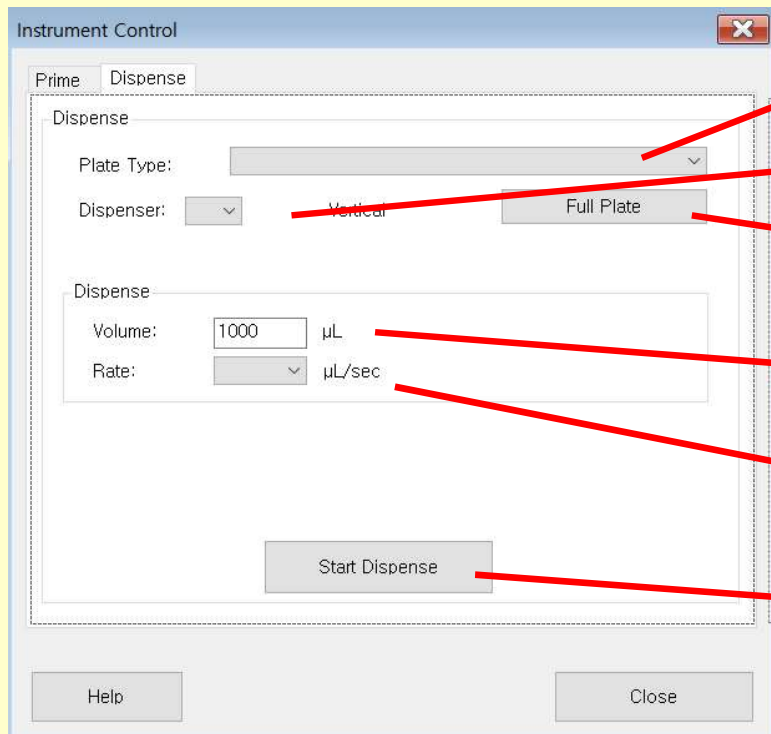 Instrument Control
Prime Dispense
Dispense
Plate Type:
Dispenser: Vertical Full Plate
Dispense
Volume: 1000 µL
Rate: µL/sec
Start Dispense
Help Close